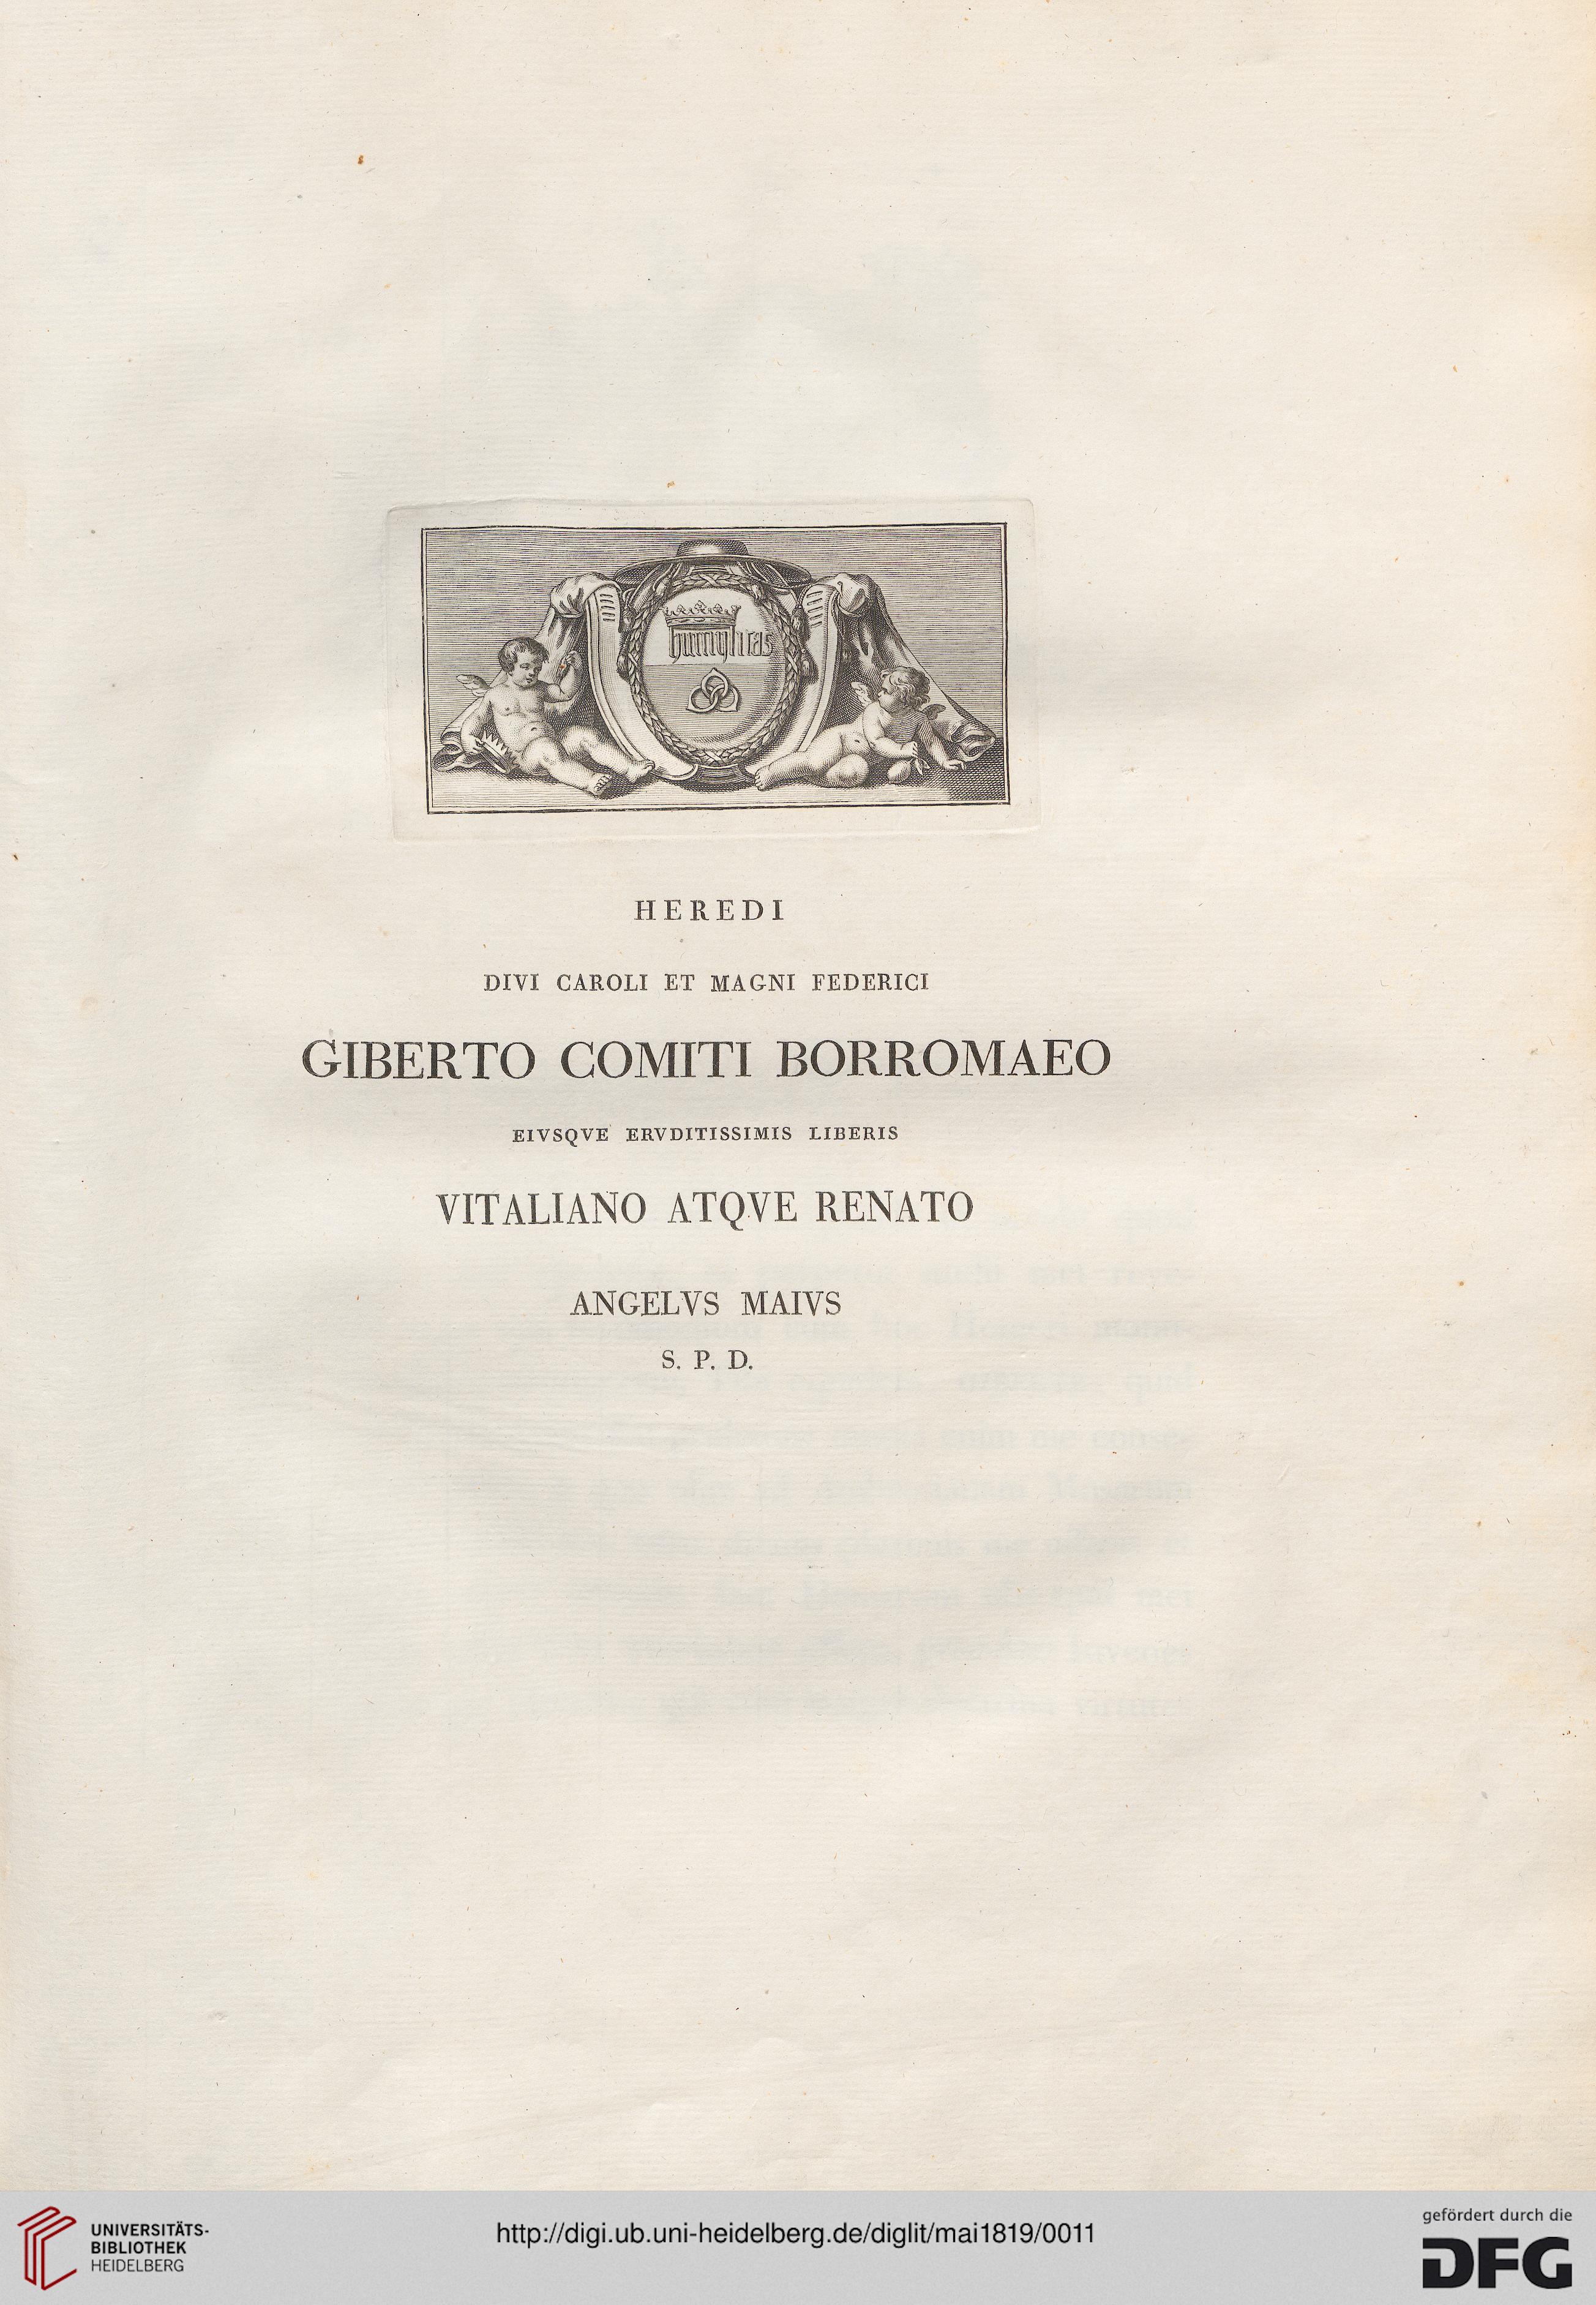 humilitas
HEREDI
DIVI CAROLI ET MAGNI FEDERICI
GIBERTO COMITI BORROMAEO
EIVSQVE ERVDITISSIMIS LIBERIS
VITALIANO ATQVE RENATO
ANGELVS MAIVS
S. P. D.
UNIVERSITÄTS-
BIBLIOTHEK
HEIDELBERG
http://digi.ub.uni-heidelberg.de/diglit/mai1819/0011
gefördert durch die
DFG